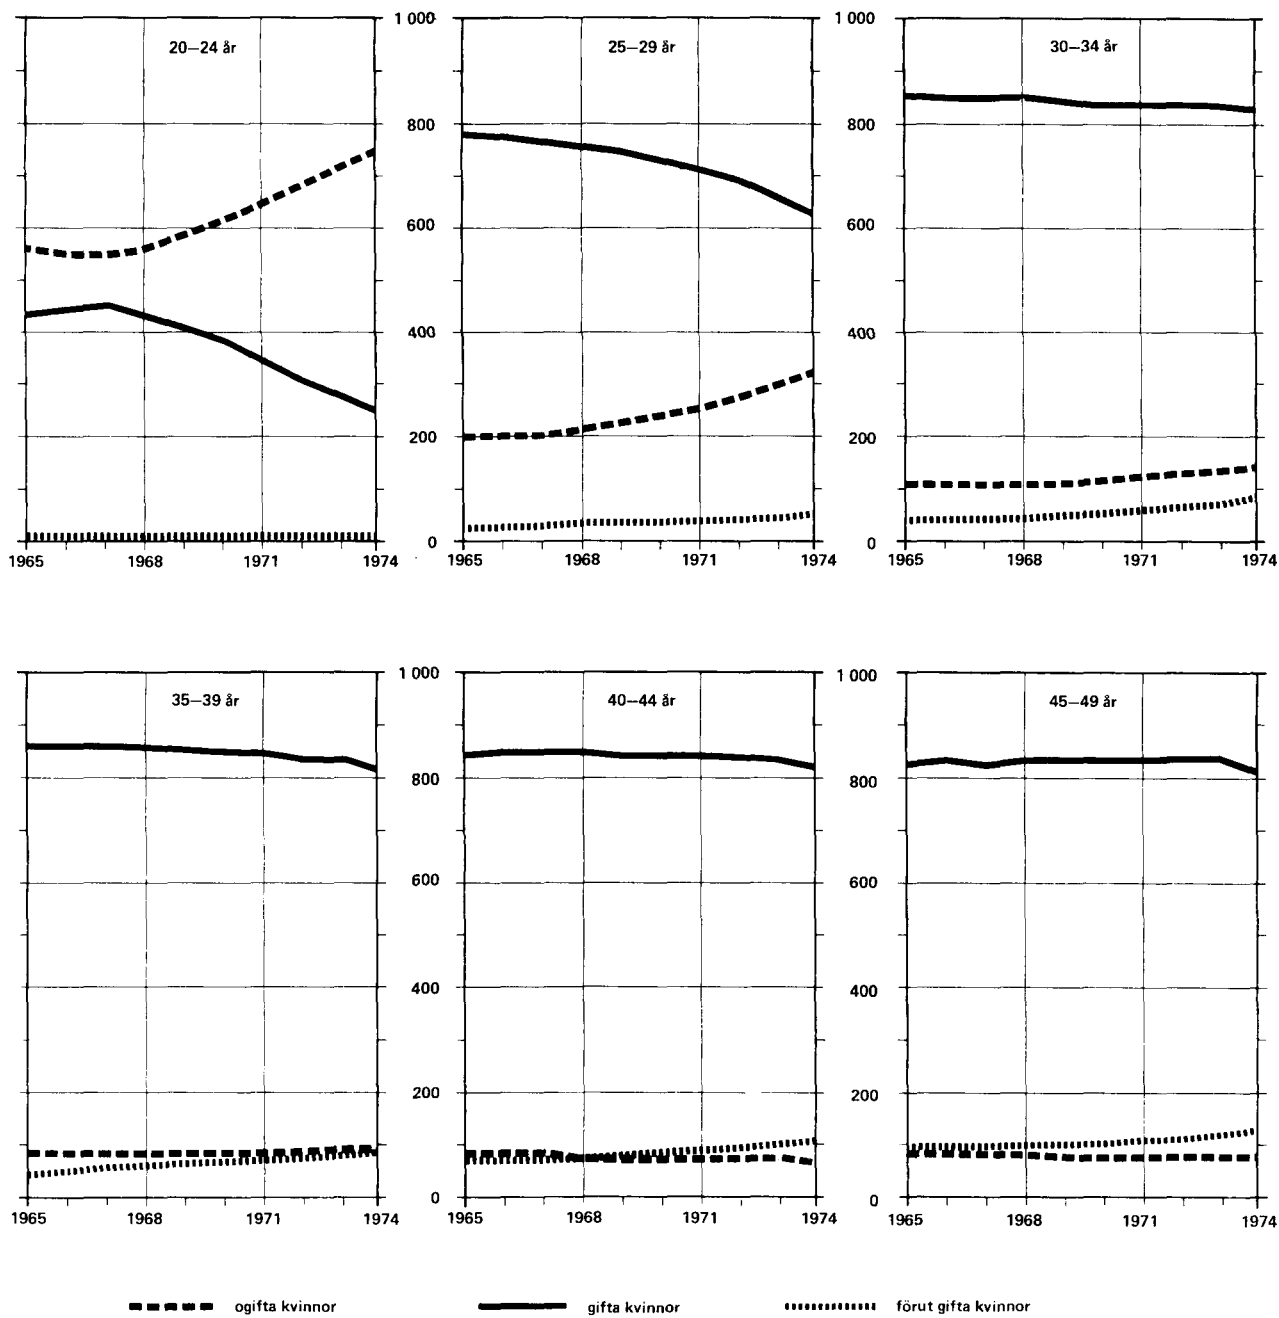 20—24 år
25—29 år
30—34 år
1 000
1 000
800
800
600
600
400
400
200
200
0
0
1965 1968 1971 1974
1965 1968 1971 1974
1965 1968 1971 1974
35—39 år
40—44 år
45—49 år
1 000
1 000
800
800
600
600
400
400
200
200
0
0
1965 1968 1971 1974
1965 1968 1971 1974
1965 1968 1971 1974
ogifta kvinnor
gifta kvinnor
förut gifta kvinnor